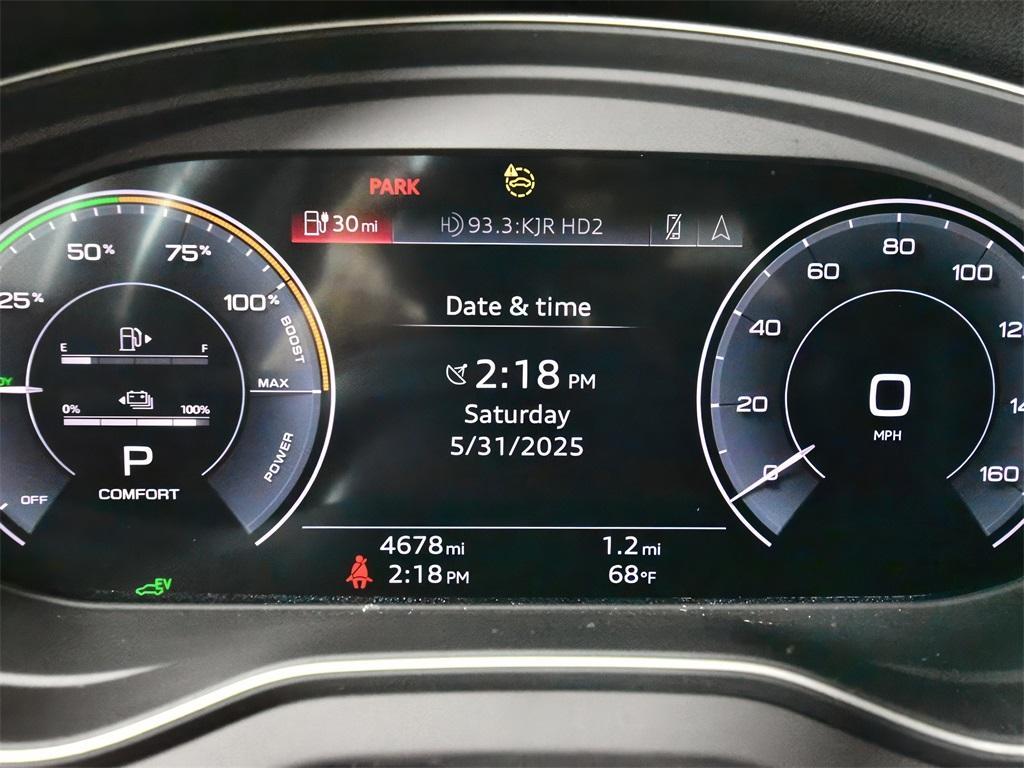 PARK
30 mi
93.3:KJR HD2
Date & time
2:18 PM
Saturday
5/31/2025
4678 mi
1.2 mi
2:18 PM
68°F
25%
50%
75%
100%
BOOST
MAX
POWER
E F
0% 100%
P
COMFORT
OFF
EV
0
20
40
60
80
100
160
0
MPH